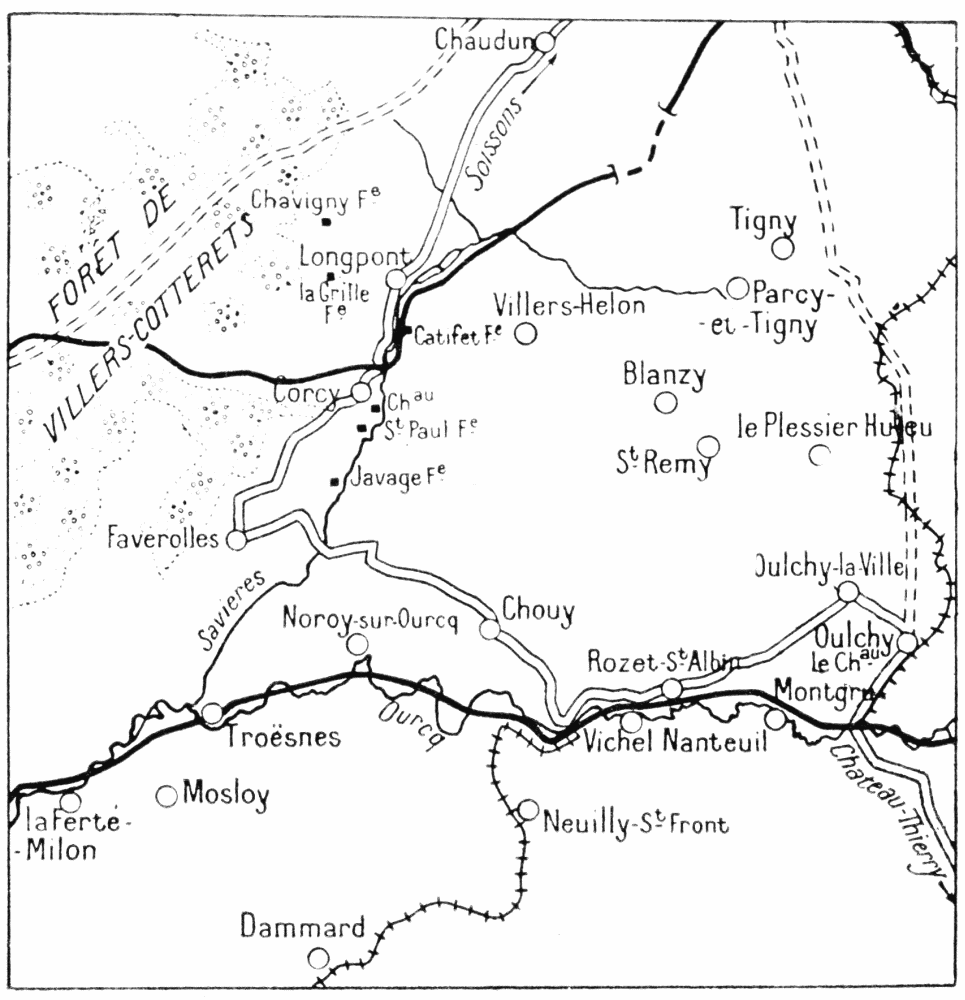 Chaudun
Soissons
FORÊT DE
VILLERS-COTTERETS
Chavigny Fe
Longpont
la Grille
Fe
Tigny
Parcy-
-et-Tigny
Villers-Helon
Catifet Fe
Corcy
Chau
St Paul Fe
Blanzy
le Plessier Huleu
St Remy
Javage Fe
Faverolles
Savieres
Oulchy-la-Ville
Noroy-sur-Ourcq
Chouy
Oulchy
le Chau
Rozet-St Albin
Montgru
Ourcq
Troësnes
Vichel Nanteuil
Chateau-Thierry
Mosloy
la Ferté-
-Milon
Neuilly-St Front
Dammard